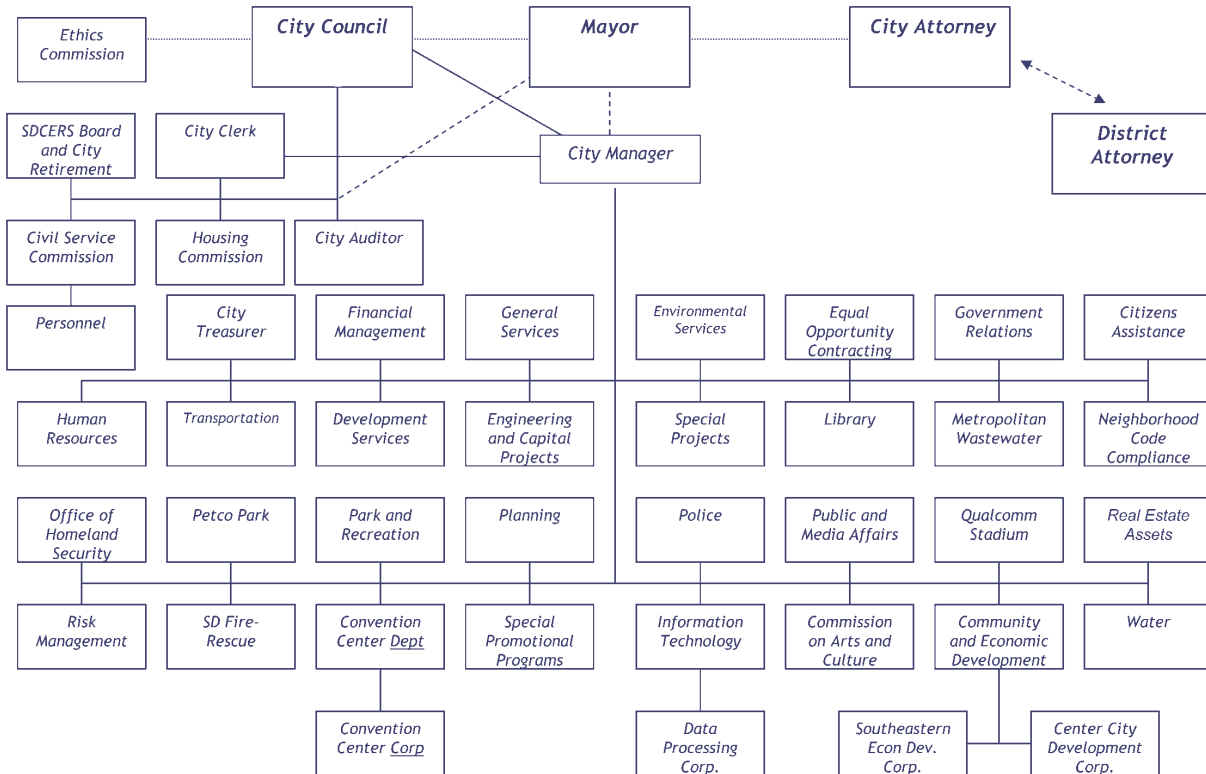 Ethics
Commission
City Council
Mayor
City Attorney
SDCERS Board
and City
Retirement
City Clerk
City Manager
District
Attorney
Civil Service
Commission
Housing
Commission
City Auditor
Personnel
City
Treasurer
Financial
Management
General
Services
Environmental
Services
Equal
Opportunity
Contracting
Government
Relations
Citizens
Assistance
Human
Resources
Transportation
Development
Services
Engineering
and Capital
Projects
Special
Projects
Library
Metropolitan
Wastewater
Neighborhood
Code
Compliance
Office of
Homeland
Security
Petco Park
Park and
Recreation
Planning
Police
Public and
Media Affairs
Qualcomm
Stadium
Real Estate
Assets
Risk
Management
SD Fire-
Rescue
Convention
Center Dept
Special
Promotional
Programs
Information
Technology
Commission
on Arts and
Culture
Community
and Economic
Development
Water
Convention
Center Corp
Data
Processing
Corp.
Southeastern
Econ Dev.
Corp.
Center City
Development
Corp.